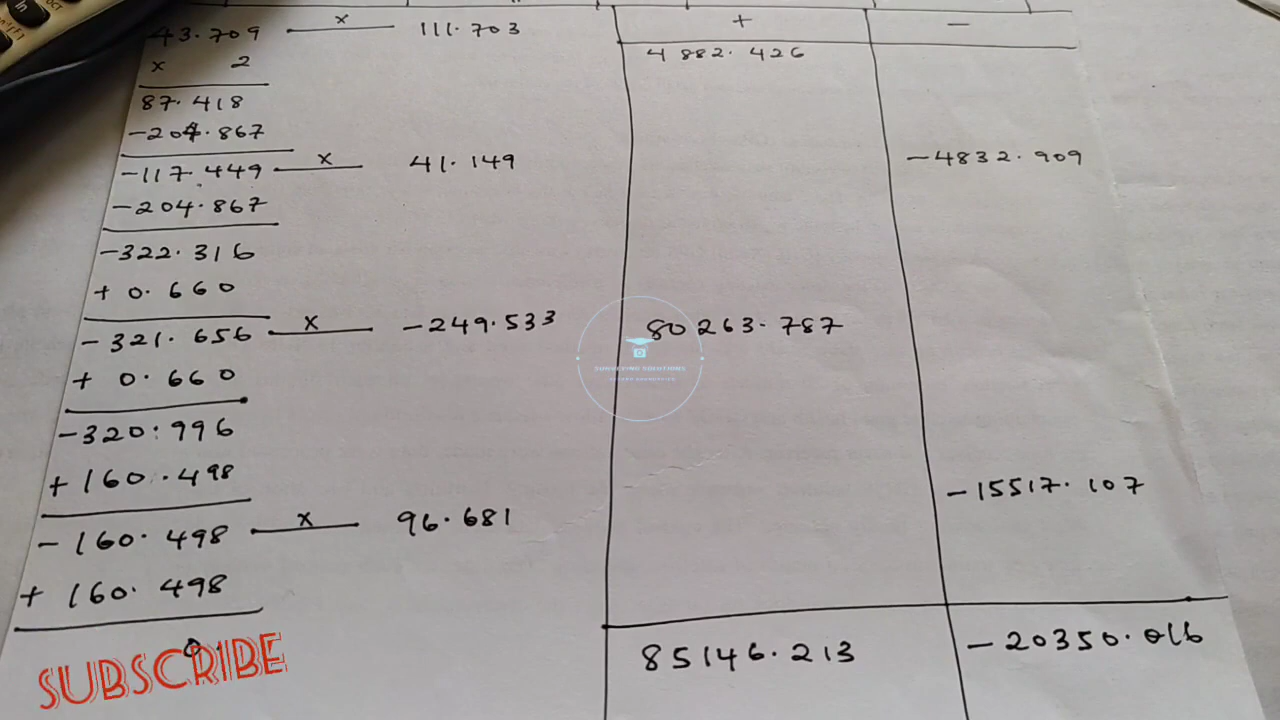 43.709 × 111.703 + −
× 2 4882.426
87.418
-204.867
-117.449 × 41.149 -4832.909
-204.867
-322.316
+ 0.660
-321.656 × -249.533 80263.787
SURVEYING SOLUTIONS
+ 0.660
-320.996
+160.498 -15517.107
-160.498 × 96.681
+ 160.498
0. 85146.213 -20350.016
SUBSCRIBE